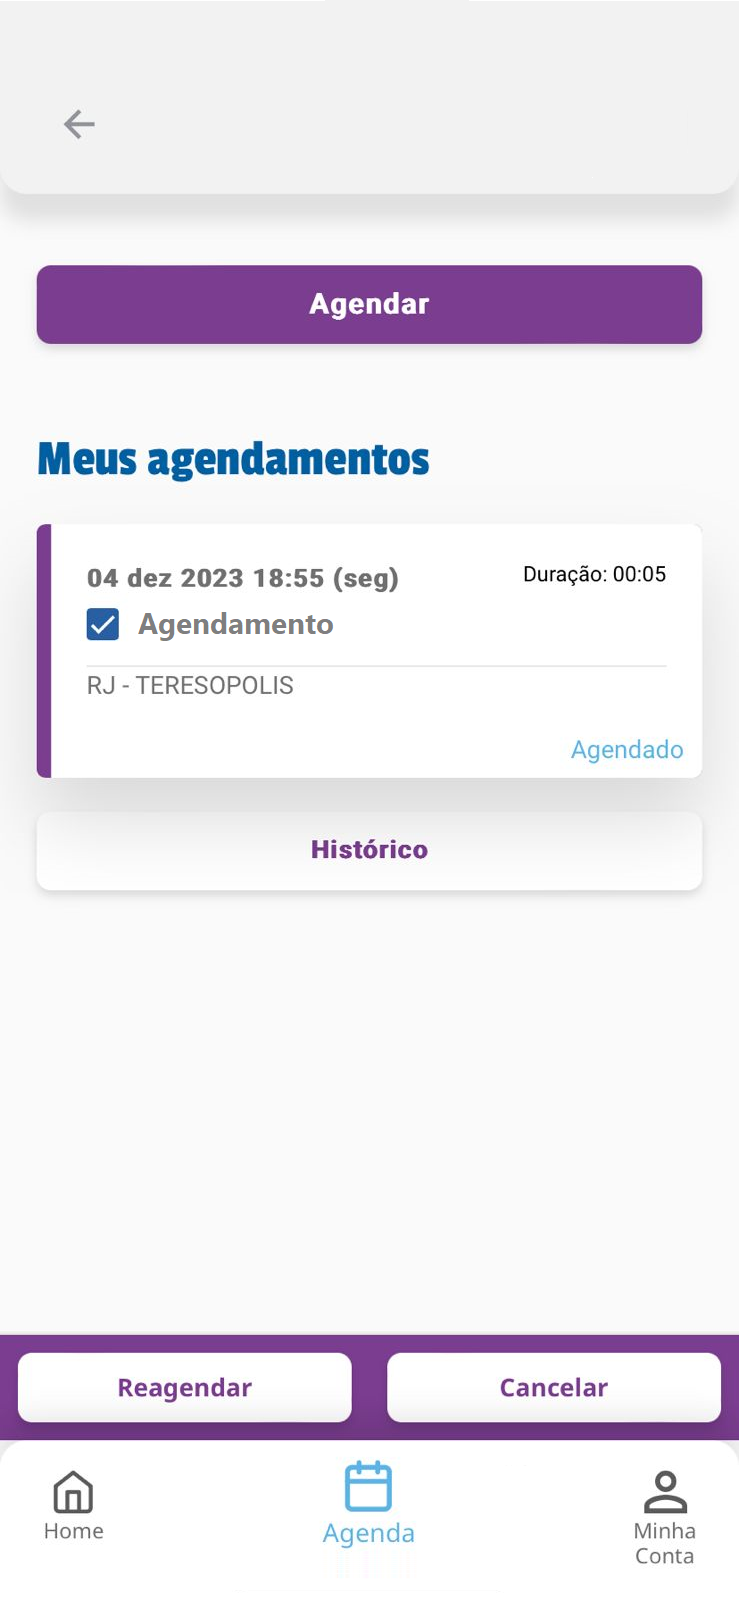 Agendar
Meus agendamentos
04 dez 2023 18:55 (seg)
Duração: 00:05
Agendamento
RJ - TERESOPOLIS
Agendado
Histórico
Reagendar
Cancelar
Home
Agenda
Minha
Conta